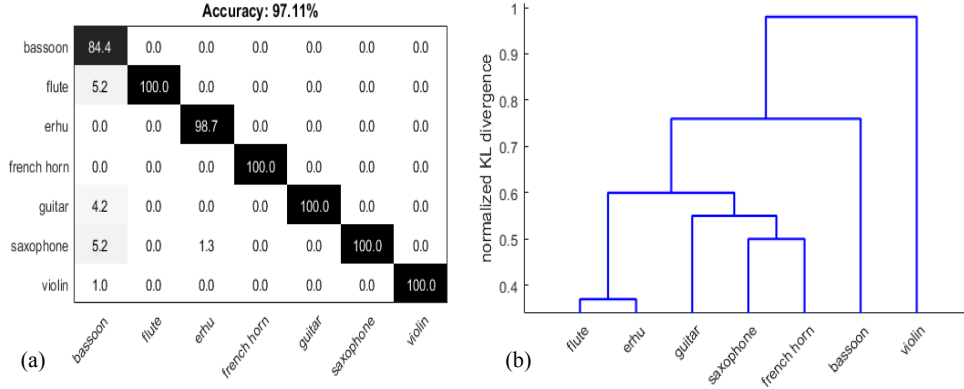 Accuracy: 97.11%
bassoon 84.4 0.0 0.0 0.0 0.0 0.0 0.0
flute 5.2 100.0 0.0 0.0 0.0 0.0 0.0
erhu 0.0 0.0 98.7 0.0 0.0 0.0 0.0
french horn 0.0 0.0 0.0 100.0 0.0 0.0 0.0
guitar 4.2 0.0 0.0 0.0 100.0 0.0 0.0
saxophone 5.2 0.0 1.3 0.0 0.0 100.0 0.0
violin 1.0 0.0 0.0 0.0 0.0 0.0 100.0
bassoon flute erhu french horn guitar saxophone violin
(a)
normalized KL divergence
1
0.9
0.8
0.7
0.6
0.5
0.4
flute erhu guitar saxophone french horn bassoon violin
(b)